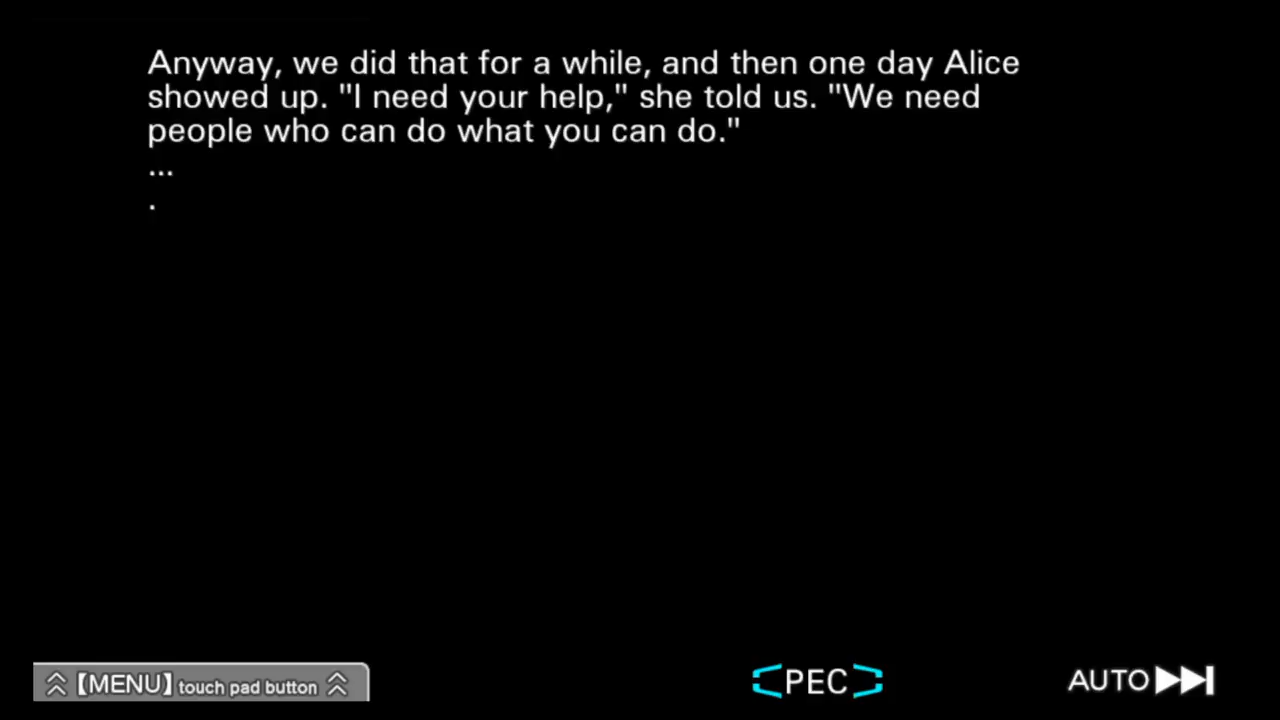 Anyway, we did that for a while, and then one day Alice
showed up. "I need your help," she told us. "We need
people who can do what you can do."
...
.
【MENU】touch pad button
PEC
AUTO